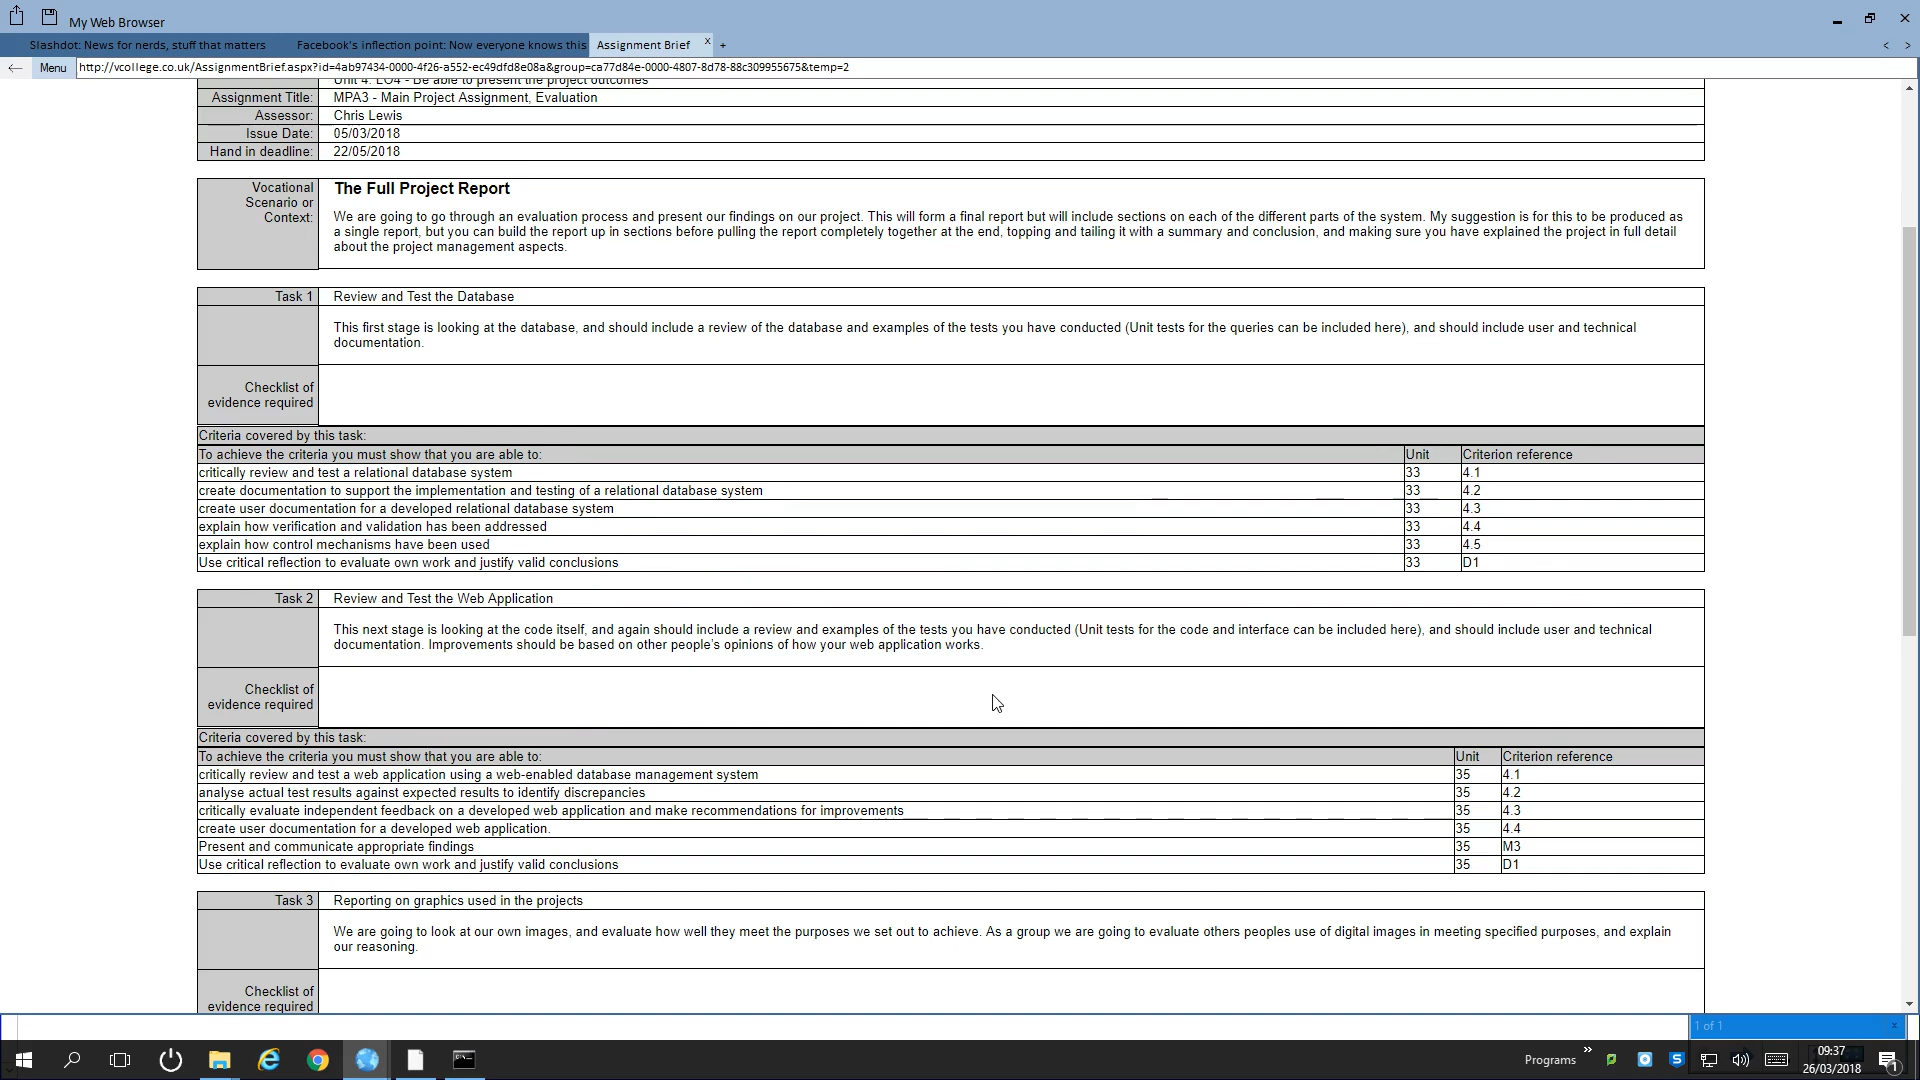 My Web Browser
Slashdot: News for nerds, stuff that matters
Facebook's inflection point: Now everyone knows this
Assignment Brief
x
+
< >
Menu
http://vcollege.co.uk/AssignmentBrief.aspx?id=4ab97434-0000-4f26-a552-ec49dfd8e08a&group=ca77d84e-0000-4807-8d78-88c309955675&temp=2
Unit 4: LO4 - Be able to present the project outcomes
Assignment Title: MPA3 - Main Project Assignment, Evaluation
Assessor: Chris Lewis
Issue Date: 05/03/2018
Hand in deadline: 22/05/2018
Vocational
Scenario or
Context:
The Full Project Report
We are going to go through an evaluation process and present our findings on our project. This will form a final report but will include sections on each of the different parts of the system. My suggestion is for this to be produced as
a single report, but you can build the report up in sections before pulling the report completely together at the end, topping and tailing it with a summary and conclusion, and making sure you have explained the project in full detail
about the project management aspects.
Task 1 Review and Test the Database
This first stage is looking at the database, and should include a review of the database and examples of the tests you have conducted (Unit tests for the queries can be included here), and should include user and technical
documentation.
Checklist of
evidence required
Criteria covered by this task:
To achieve the criteria you must show that you are able to: Unit Criterion reference
critically review and test a relational database system 33 4.1
create documentation to support the implementation and testing of a relational database system 33 4.2
create user documentation for a developed relational database system 33 4.3
explain how verification and validation has been addressed 33 4.4
explain how control mechanisms have been used 33 4.5
Use critical reflection to evaluate own work and justify valid conclusions 33 D1
Task 2 Review and Test the Web Application
This next stage is looking at the code itself, and again should include a review and examples of the tests you have conducted (Unit tests for the code and interface can be included here), and should include user and technical
documentation. Improvements should be based on other people's opinions of how your web application works.
Checklist of
evidence required
Criteria covered by this task:
To achieve the criteria you must show that you are able to: Unit Criterion reference
critically review and test a web application using a web-enabled database management system 35 4.1
analyse actual test results against expected results to identify discrepancies 35 4.2
critically evaluate independent feedback on a developed web application and make recommendations for improvements 35 4.3
create user documentation for a developed web application. 35 4.4
Present and communicate appropriate findings 35 M3
Use critical reflection to evaluate own work and justify valid conclusions 35 D1
Task 3 Reporting on graphics used in the projects
We are going to look at our own images, and evaluate how well they meet the purposes we set out to achieve. As a group we are going to evaluate others peoples use of digital images in meeting specified purposes, and explain
our reasoning.
Checklist of
evidence required
1 of 1
x
Programs
»
09:37
26/03/2018
1